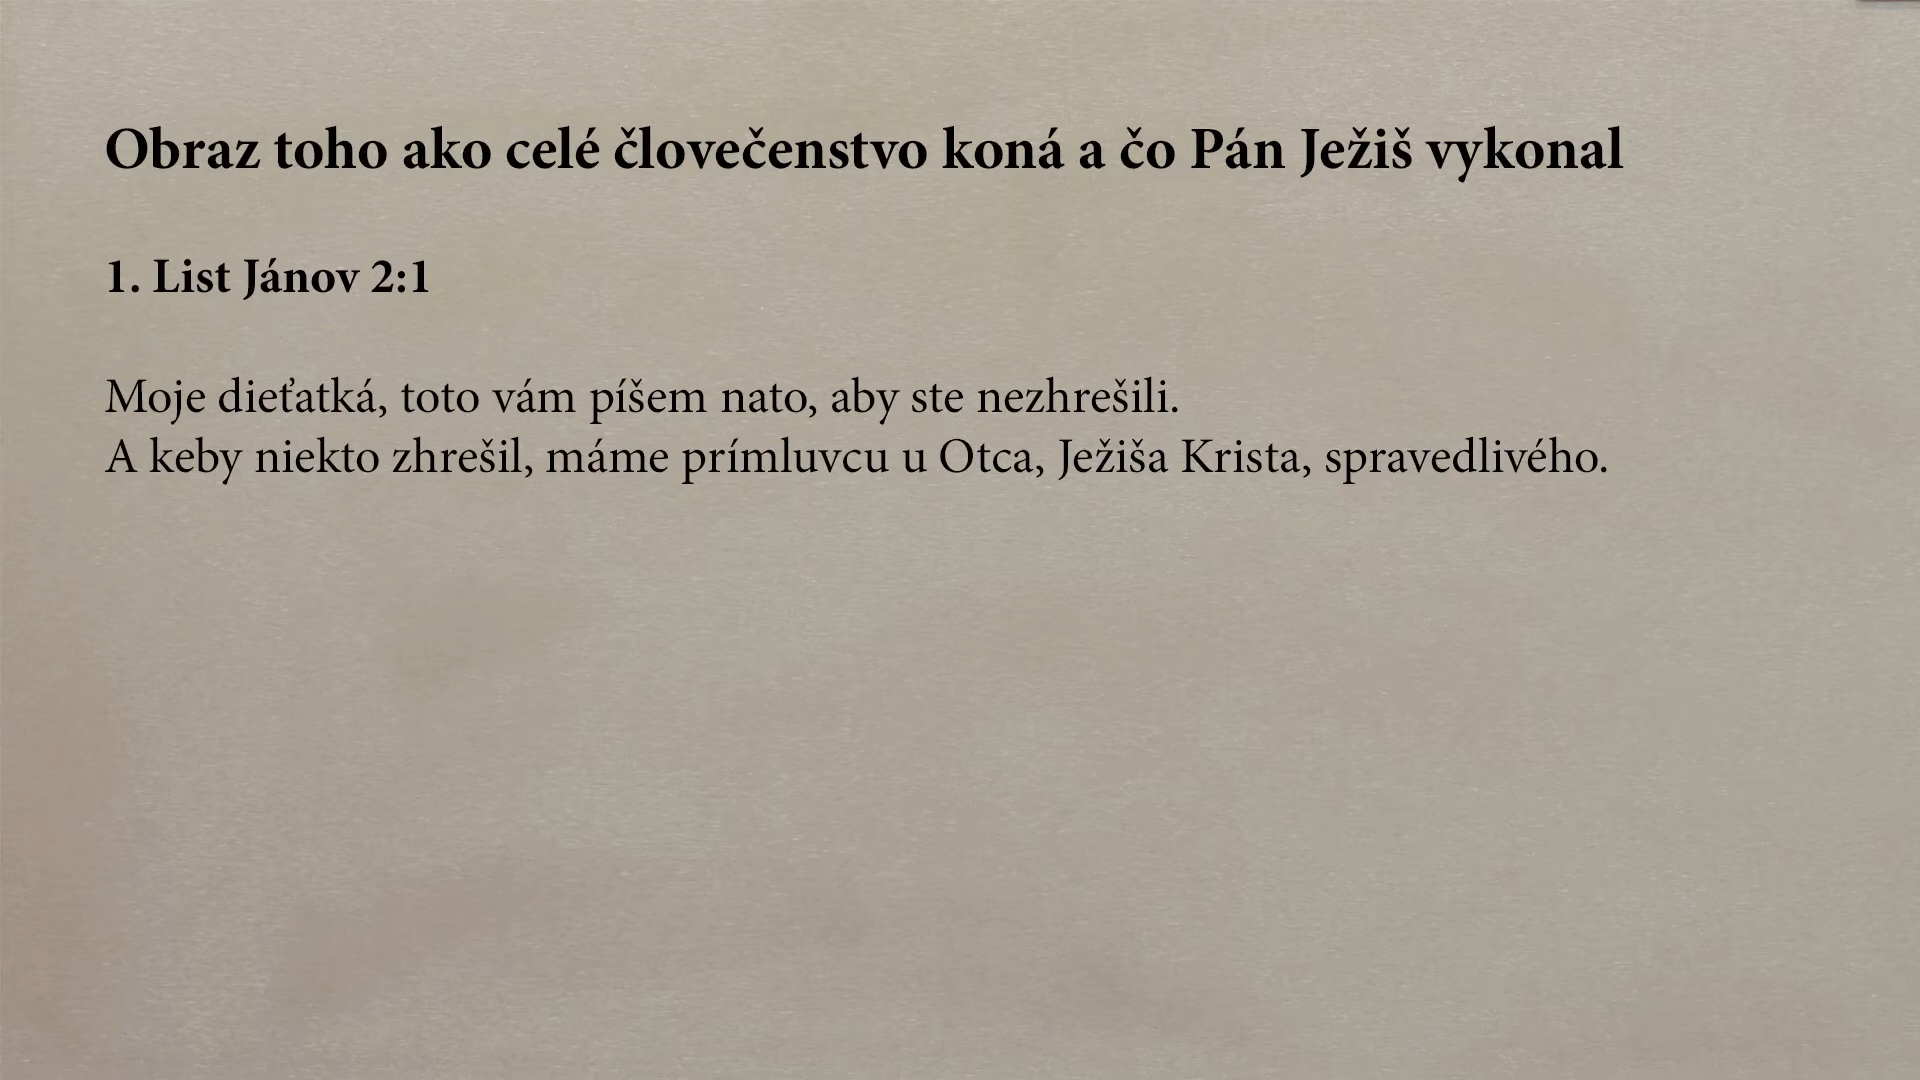 Obraz toho ako celé človečenstvo koná a čo Pán Ježiš vykonal
1. List Jánov 2:1
Moje dieťatká, toto vám píšem nato, aby ste nezhrešili.
A keby niekto zhrešil, máme prímluvcu u Otca, Ježiša Krista, spravedlivého.